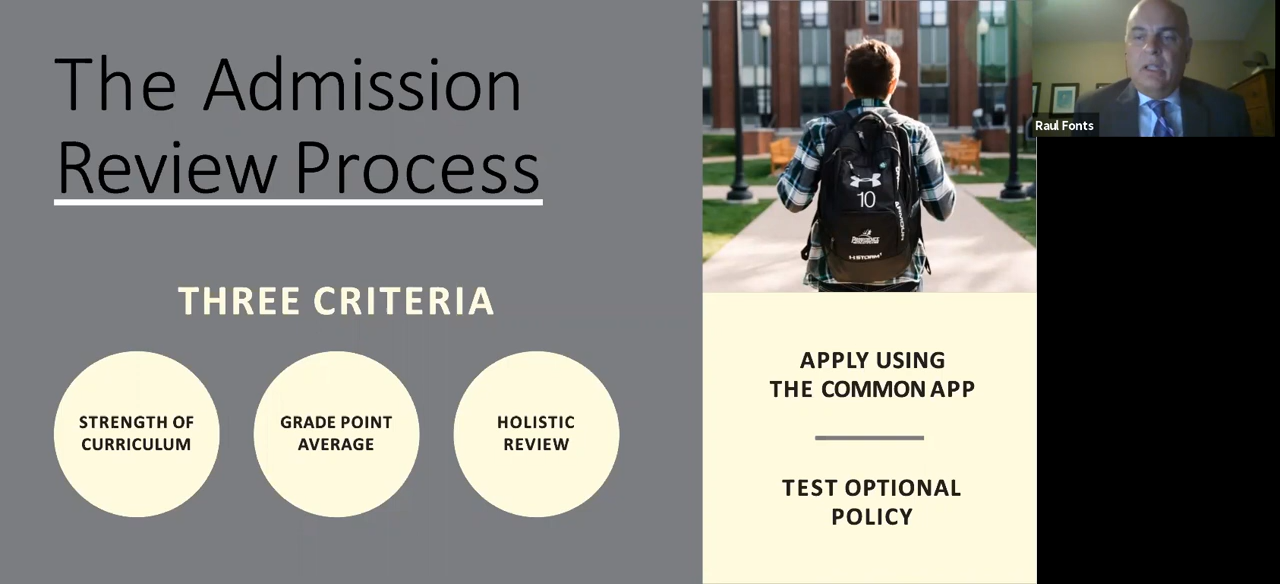 The Admission
Review Process
THREE CRITERIA
STRENGTH OF
CURRICULUM
GRADE POINT
AVERAGE
HOLISTIC
REVIEW
10
STORM
APPLY USING
THE COMMON APP
TEST OPTIONAL
POLICY
Raul Fonts